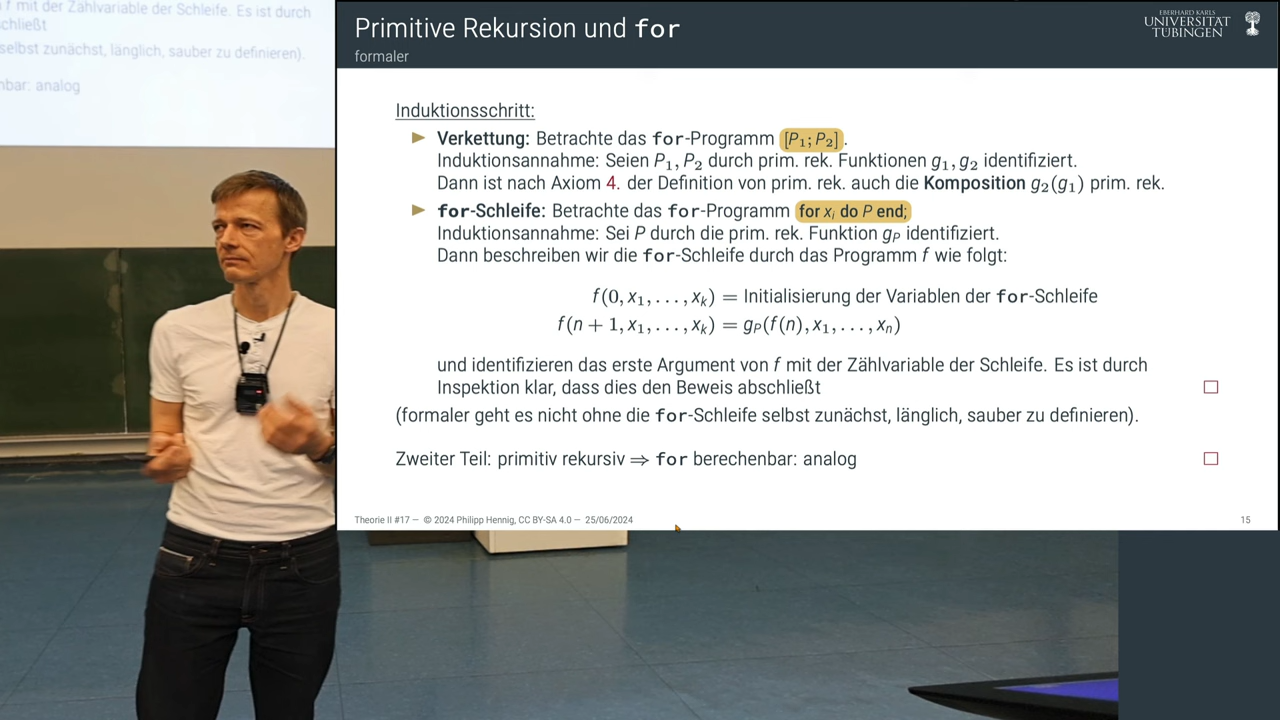 f mit der Zählvariable der Schleife. Es ist durch
chließt
selbst zunächst, länglich, sauber zu definieren).
nbar: analog
Primitive Rekursion und for
formaler
EBERHARD KARLS
UNIVERSITÄT
TÜBINGEN
Induktionsschritt:
► Verkettung: Betrachte das for-Programm [P₁; P₂].
Induktionsannahme: Seien P₁, P₂ durch prim. rek. Funktionen g₁, g₂ identifiziert.
Dann ist nach Axiom 4. der Definition von prim. rek. auch die Komposition g₂(g₁) prim. rek.
► for-Schleife: Betrachte das for-Programm for xᵢ do P end;
Induktionsannahme: Sei P durch die prim. rek. Funktion g_P identifiziert.
Dann beschreiben wir die for-Schleife durch das Programm f wie folgt:
f(0, x₁, . . . , xₖ) = Initialisierung der Variablen der for-Schleife
f(n + 1, x₁, . . . , xₖ) = g_P(f(n), x₁, . . . , xₙ)
und identifizieren das erste Argument von f mit der Zählvariable der Schleife. Es ist durch
Inspektion klar, dass dies den Beweis abschließt □
(formaler geht es nicht ohne die for-Schleife selbst zunächst, länglich, sauber zu definieren).
Zweiter Teil: primitiv rekursiv ⇒ for berechenbar: analog □
Theorie II #17 — © 2024 Philipp Hennig, CC BY-SA 4.0 — 25/06/2024 15